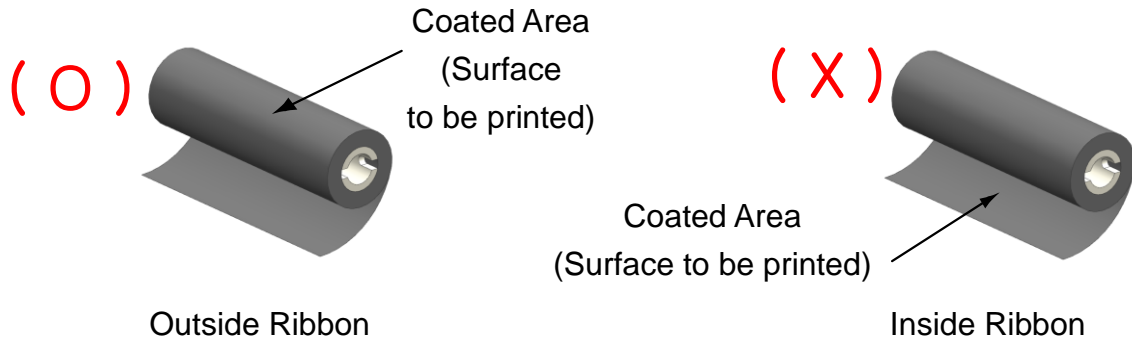 Coated Area
(Surface
to be printed)
( O )
( X )
Coated Area
(Surface to be printed)
Outside Ribbon
Inside Ribbon